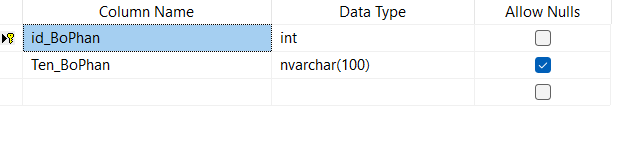 Column Name Data Type Allow Nulls
id_BoPhan int
Ten_BoPhan nvarchar(100)